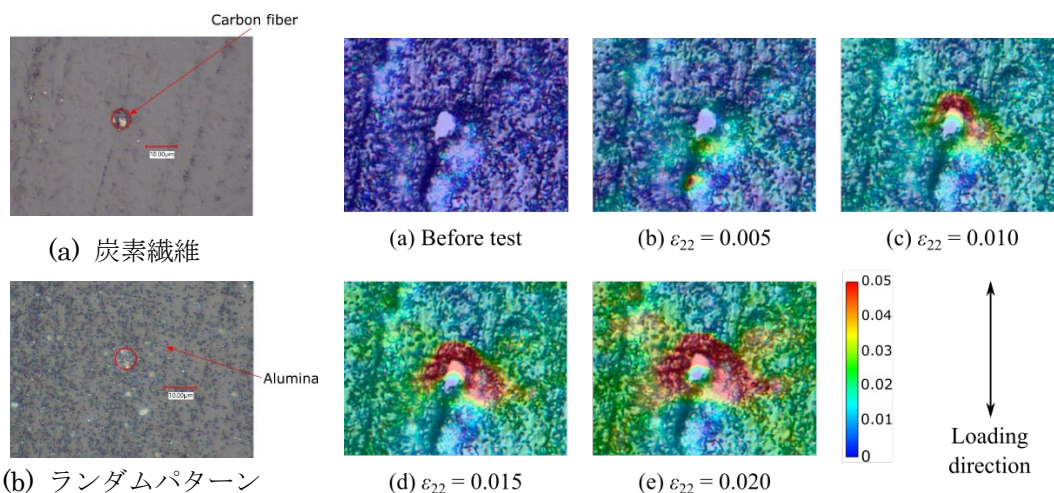 Carbon fiber
10.00μm
(a) 炭素繊維
Alumina
10.00μm
(b) ランダムパターン
(a) Before test
(b) ε22 = 0.005
(c) ε22 = 0.010
(d) ε22 = 0.015
(e) ε22 = 0.020
0.05
0.04
0.03
0.02
0.01
0
Loading
direction